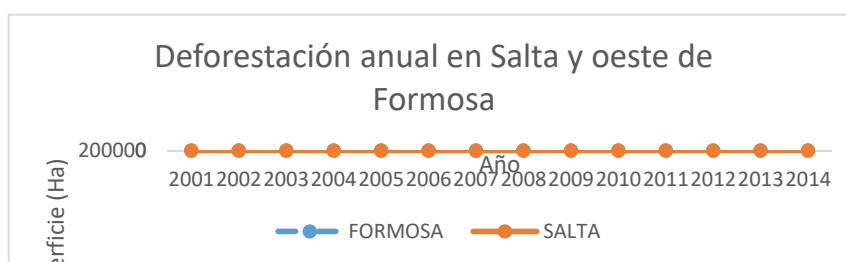 Deforestación anual en Salta y oeste de
Formosa
200000
Año
2001 2002 2003 2004 2005 2006 2007 2008 2009 2010 2011 2012 2013 2014
FORMOSA SALTA
(Ha)